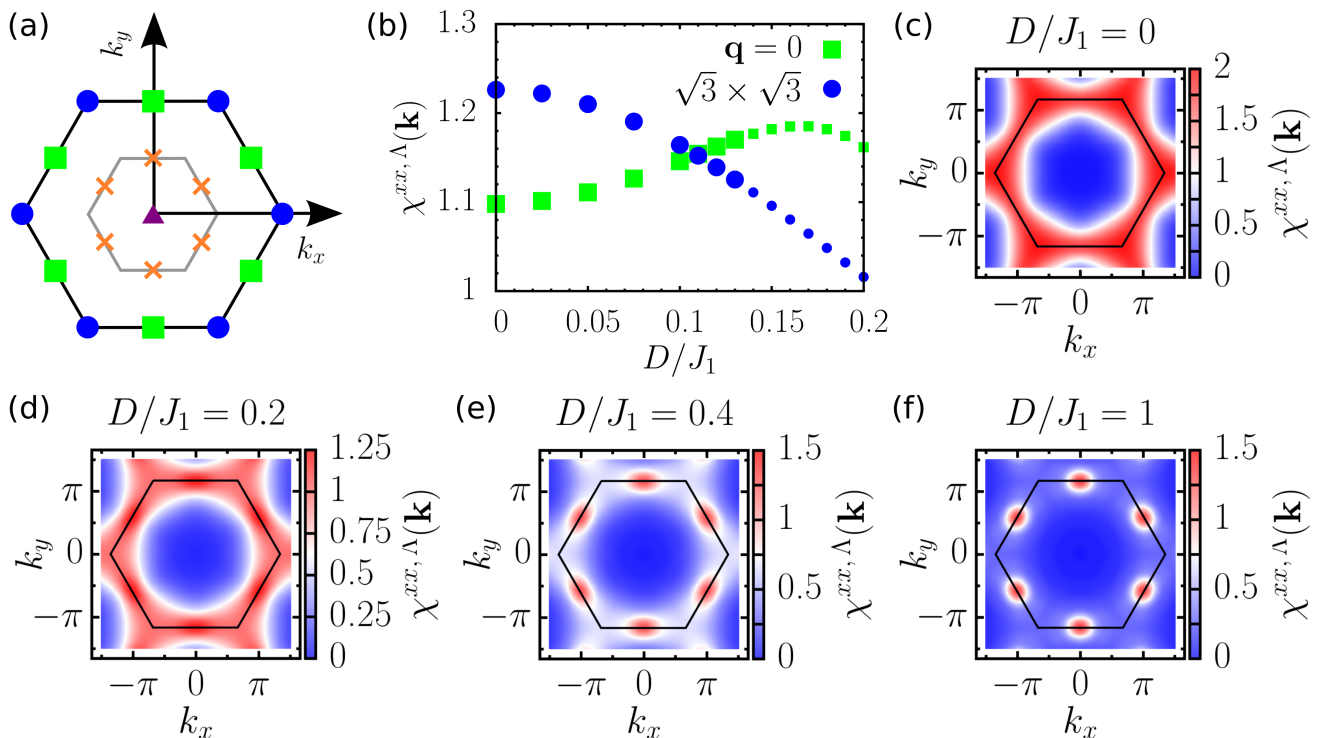 (a)
k_y
k_x
(b)
χ^{xx, Λ}(𝐤)
1.3
1.2
1.1
1
𝐪 = 0
√3 × √3
0 0.05 0.1 0.15 0.2
D/J_1
(c)
D/J_1 = 0
π
0
−π
k_y
−π 0 π
k_x
2
1.5
1
0.5
0
χ^{xx, Λ}(𝐤)
(d)
D/J_1 = 0.2
π
0
−π
k_y
−π 0 π
k_x
1.25
1
0.75
0.5
0.25
0
χ^{xx, Λ}(𝐤)
(e)
D/J_1 = 0.4
π
0
−π
k_y
−π 0 π
k_x
1.5
1
0.5
0
χ^{xx, Λ}(𝐤)
(f)
D/J_1 = 1
π
0
−π
k_y
−π 0 π
k_x
1.5
1
0.5
0
χ^{xx, Λ}(𝐤)